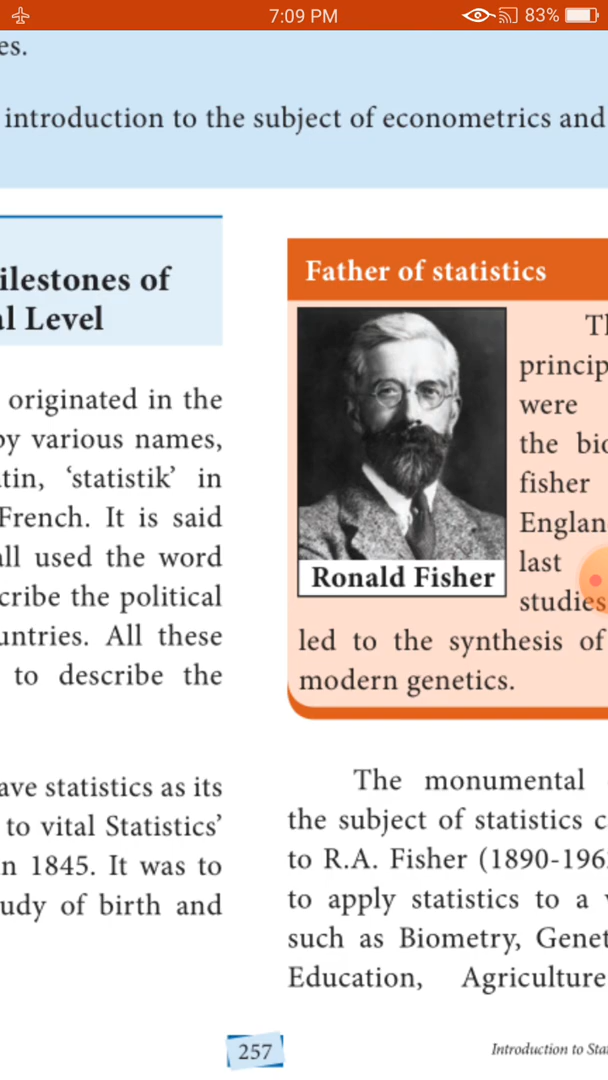 7:09 PM
83%
es.
introduction to the subject of econometrics and
ilestones of
al Level
originated in the
by various names,
tin, ‘statistik’ in
French. It is said
all used the word
cribe the political
untries. All these
to describe the
ave statistics as its
to vital Statistics’
n 1845. It was to
udy of birth and
Father of statistics
Th
princip
were
the bio
fisher
Englan
last
studies
Ronald Fisher
led to the synthesis of
modern genetics.
The monumental
the subject of statistics c
to R.A. Fisher (1890-196
to apply statistics to a
such as Biometry, Genet
Education, Agriculture
257
Introduction to Sta